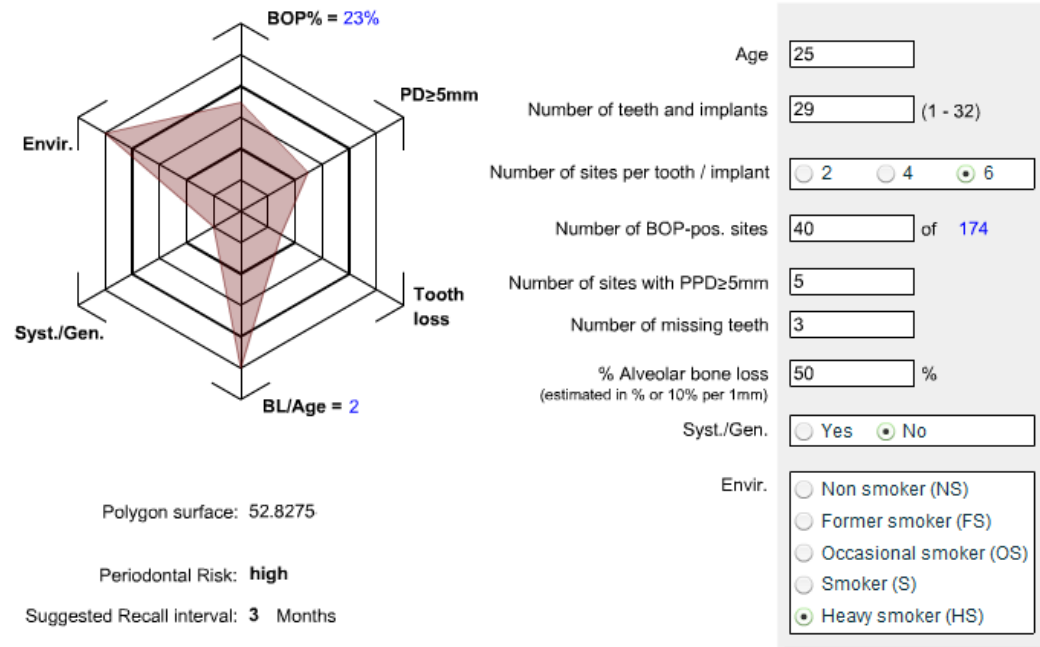 BOP% = 23%
PD≥5mm
Envir.
Tooth
loss
Syst./Gen.
BL/Age = 2
Polygon surface: 52.8275
Periodontal Risk: high
Suggested Recall interval: 3 Months
Age 25
Number of teeth and implants 29 (1 - 32)
Number of sites per tooth / implant 2 4 6
Number of BOP-pos. sites 40 of 174
Number of sites with PPD≥5mm 5
Number of missing teeth 3
% Alveolar bone loss 50 %
(estimated in % or 10% per 1mm)
Syst./Gen. Yes No
Envir. Non smoker (NS)
Former smoker (FS)
Occasional smoker (OS)
Smoker (S)
Heavy smoker (HS)